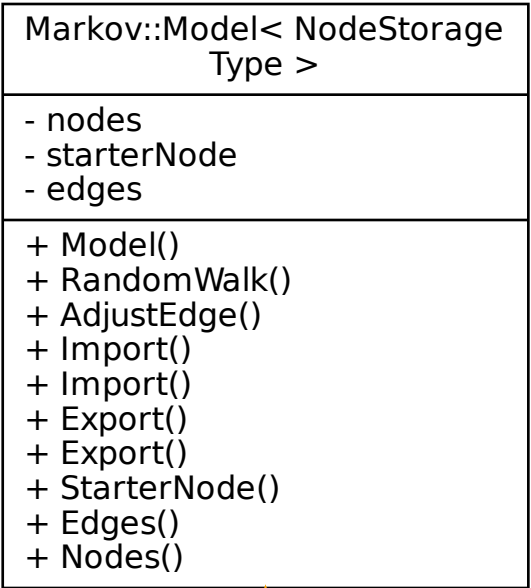 Markov::Model< NodeStorage
Type >
- nodes
- starterNode
- edges
+ Model()
+ RandomWalk()
+ AdjustEdge()
+ Import()
+ Import()
+ Export()
+ Export()
+ StarterNode()
+ Edges()
+ Nodes()